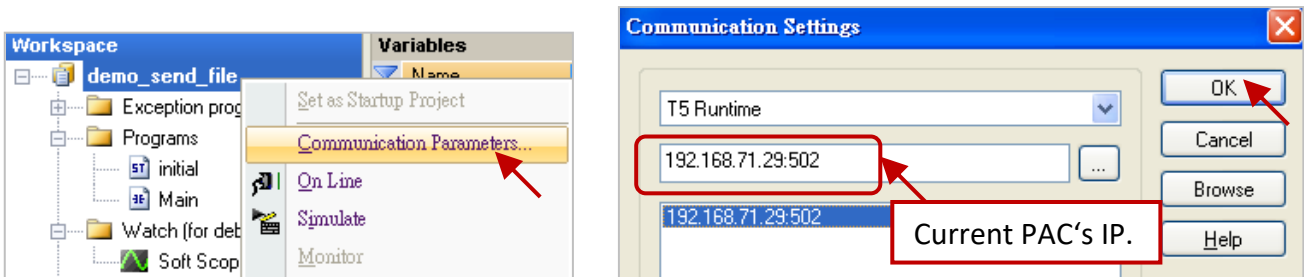 Workspace
demo_send_file
Exception prog
Programs
ST initial
Main
Watch (for deb
Soft Scop
Variables
Name
Set as Startup Project
Communication Parameters...
On Line
Simulate
Monitor
Communication Settings
T5 Runtime
192.168.71.29:502
...
192.168.71.29:502
Current PAC‘s IP.
OK
Cancel
Browse
Help